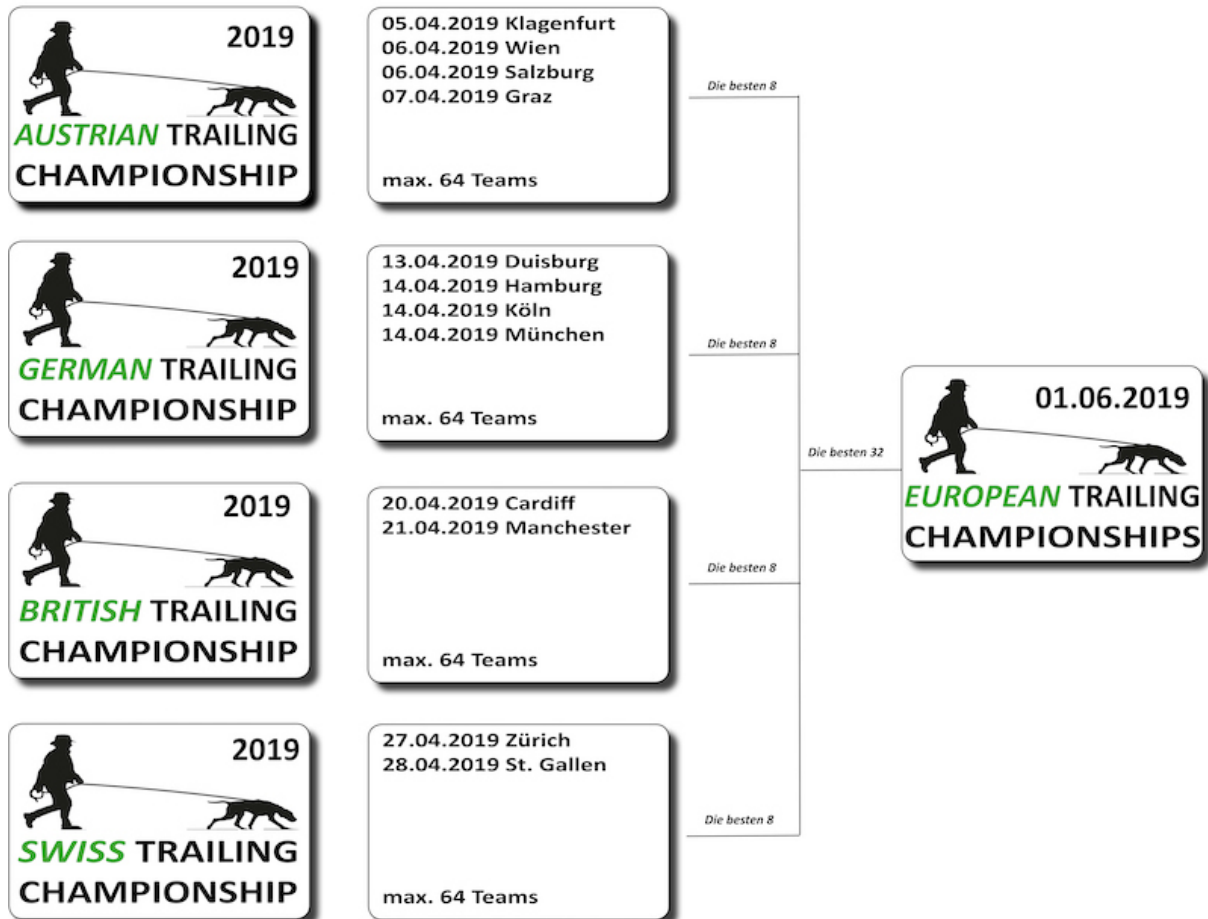 2019
AUSTRIAN TRAILING
CHAMPIONSHIP
05.04.2019 Klagenfurt
06.04.2019 Wien
06.04.2019 Salzburg
07.04.2019 Graz
max. 64 Teams
Die besten 8
2019
GERMAN TRAILING
CHAMPIONSHIP
13.04.2019 Duisburg
14.04.2019 Hamburg
14.04.2019 Köln
14.04.2019 München
max. 64 Teams
Die besten 8
2019
BRITISH TRAILING
CHAMPIONSHIP
20.04.2019 Cardiff
21.04.2019 Manchester
max. 64 Teams
Die besten 8
2019
SWISS TRAILING
CHAMPIONSHIP
27.04.2019 Zürich
28.04.2019 St. Gallen
max. 64 Teams
Die besten 8
Die besten 32
01.06.2019
EUROPEAN TRAILING
CHAMPIONSHIPS